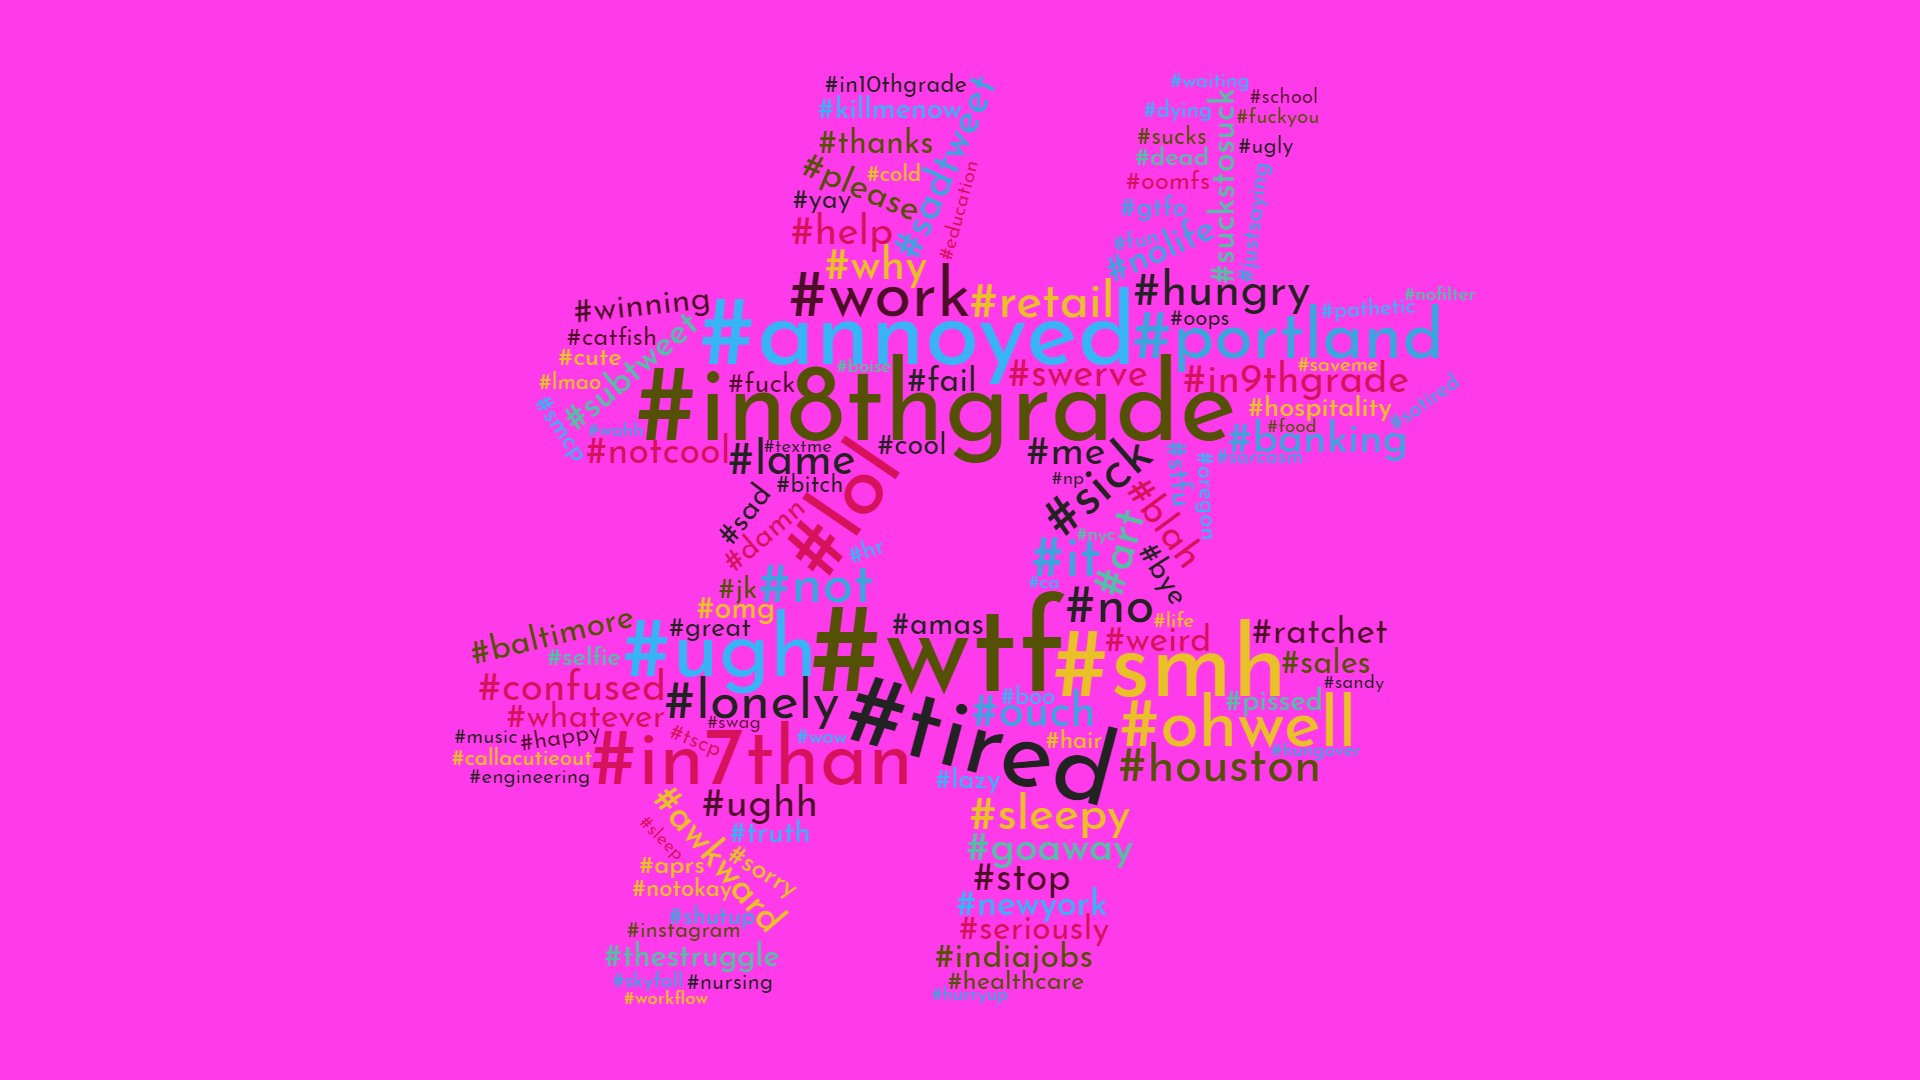 #in10thgrade
#killmenow
#thanks
#please
#cold
#yay
#sadtweet
#education
#help
#why
#work
#retail
#waiting
#school
#dying
#fuckyou
#sucks
#ugly
#dead
#oomfs
#suckstosuck
#justsaying
#gtfo
#fun
#nolife
#hungry
#oops
#pathetic
#nofilter
#winning
#catfish
#cute
#subtweet
#lmao
#smcp
#wahh
#notcool
#annoyed
#portland
#boise
#fuck
#fail
#swerve
#in9thgrade
#saveme
#in8thgrade
#hospitality
#sotired
#food
#banking
#sarcasm
#textme
#lame
#cool
#bitch
#lol
#sad
#damn
#hr
#me
#np
#sick
#stfu
#oregon
#blah
#nyc
#art
#it
#ca
#bye
#jk
#not
#omg
#great
#baltimore
#selfie
#ugh
#wtf
#amas
#no
#life
#weird
#ratchet
#smh
#sales
#sandy
#confused
#lonely
#whatever
#swag
#boo
#ouch
#pissed
#ohwell
#music
#happy
#tscp
#wow
#tired
#hair
#hungover
#callacutieout
#in7than
#engineering
#lazy
#houston
#ughh
#awkward
#sleep
#truth
#sorry
#aprs
#notokay
#shutup
#instagram
#thestruggle
#skyfall
#nursing
#workflow
#sleepy
#goaway
#stop
#newyork
#seriously
#indiajobs
#healthcare
#hurryup